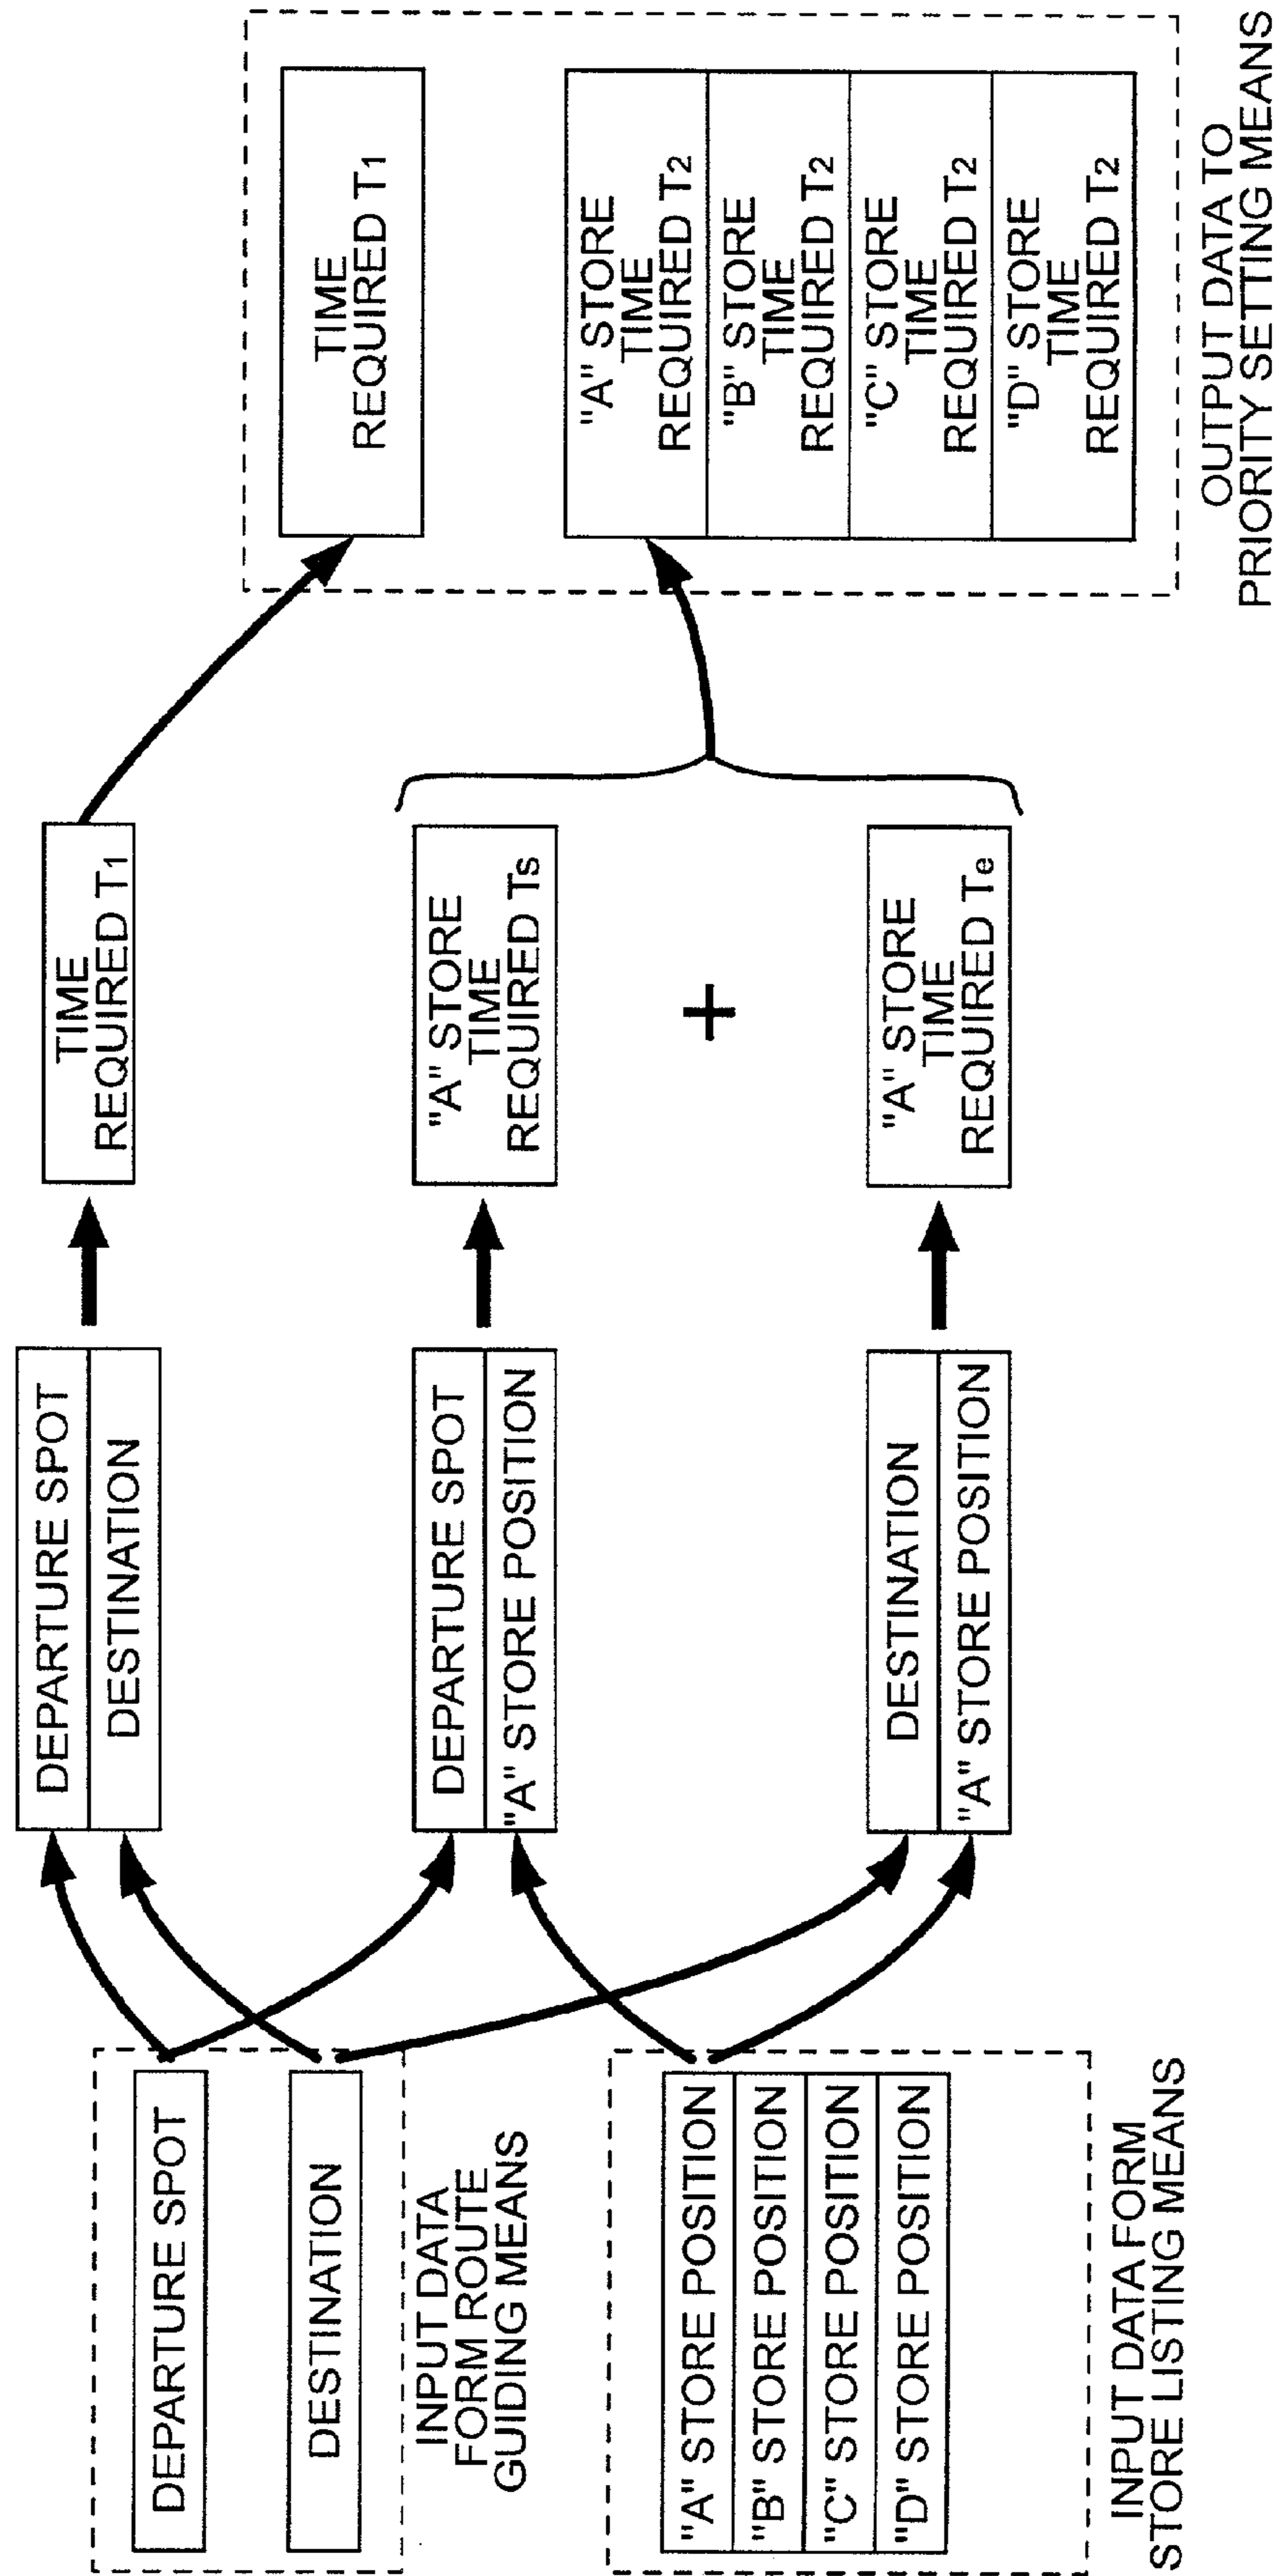 DEPARTURE SPOT
DESTINATION
INPUT DATA
FORM ROUTE
GUIDING MEANS
"A" STORE POSITION
"B" STORE POSITION
"C" STORE POSITION
"D" STORE POSITION
INPUT DATA FORM
STORE LISTING MEANS
DEPARTURE SPOT
DESTINATION
DEPARTURE SPOT
"A" STORE POSITION
DESTINATION
"A" STORE POSITION
TIME
REQUIRED T1
"A" STORE
TIME
REQUIRED Ts
+
"A" STORE
TIME
REQUIRED Te
TIME
REQUIRED T1
"A" STORE
TIME
REQUIRED T2
"B" STORE
TIME
REQUIRED T2
"C" STORE
TIME
REQUIRED T2
"D" STORE
TIME
REQUIRED T2
OUTPUT DATA TO
PRIORITY SETTING MEANS